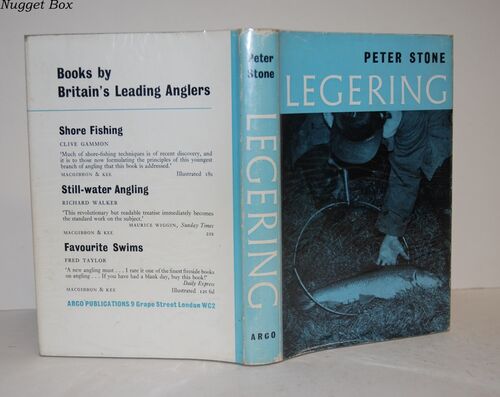 Nugget Box
Books by
Britain's Leading Anglers
Shore Fishing
CLIVE GAMMON
'Much of shore-fishing techniques is of recent discovery, and
it is to those now formulating the principles of this youngest
branch of angling that this book is addressed.'
MACGIBBON & KEE Illustrated 18s
Still-water Angling
RICHARD WALKER
'This revolutionary but readable treatise immediately becomes
the standard work on the subject.'
MAURICE WIGGIN, Sunday Times
MACGIBBON & KEE 21s
Favourite Swims
FRED TAYLOR
'A new angling must . . . I rate it one of the finest fireside books
on angling . . . If you have had a blank day, buy this book!'
Daily Express
MACGIBBON & KEE Illustrated 12s 6d
ARGO PUBLICATIONS 9 Grape Street London WC2
Peter
Stone
LEGERING
ARGO
PETER STONE
LEGERING